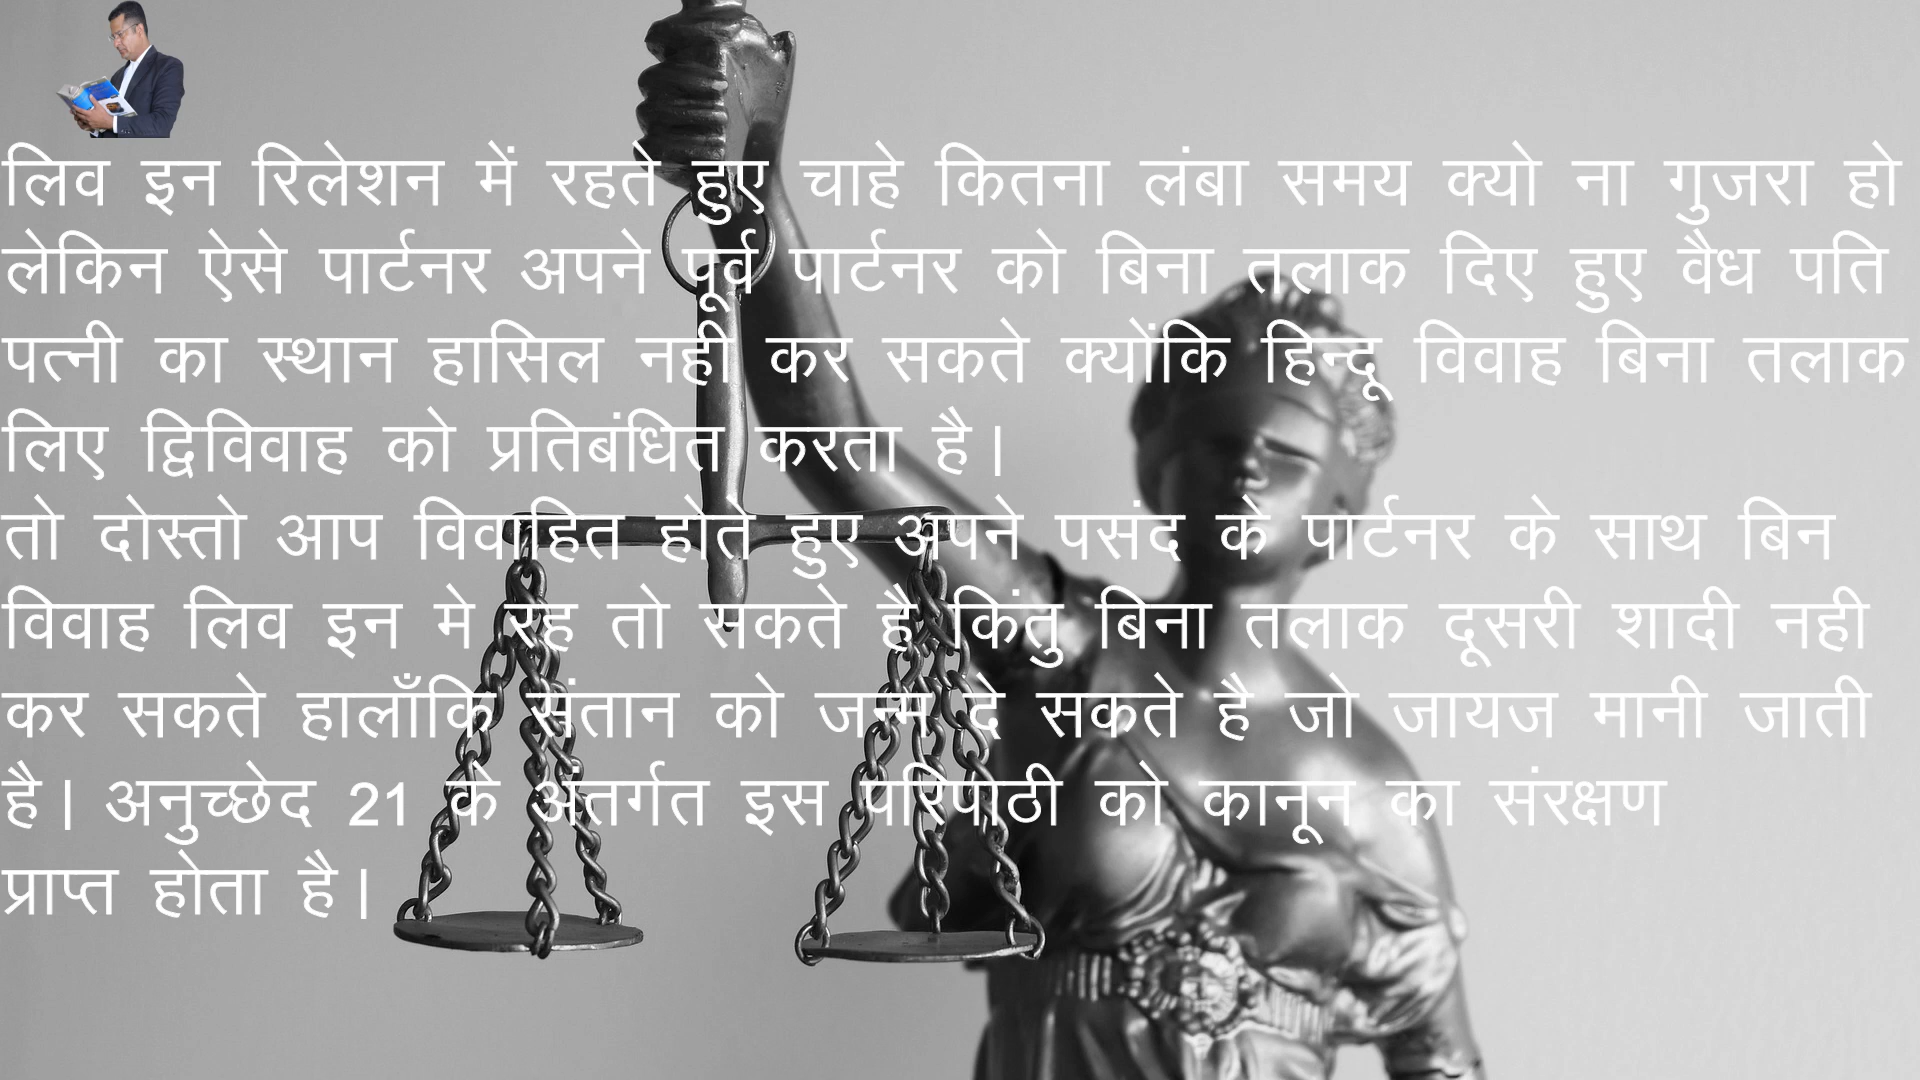 लिव इन रिलेशन में रहते हुए चाहे कितना लंबा समय क्यो ना गुजरा हो
लेकिन ऐसे पार्टनर अपने पूर्व पार्टनर को बिना तलाक दिए हुए वैध पति
पत्नी का स्थान हासिल नही कर सकते क्योंकि हिन्दू विवाह बिना तलाक
लिए द्विविवाह को प्रतिबंधित करता है।
तो दोस्तो आप विवाहित होते हुए अपने पसंद के पार्टनर के साथ बिन
विवाह लिव इन मे रह तो सकते है किंतु बिना तलाक दूसरी शादी नही
कर सकते हालाँकि संतान को जन्म दे सकते है जो जायज मानी जाती
है। अनुच्छेद 21 के अंतर्गत इस परिपाठी को कानून का संरक्षण
प्राप्त होता है।